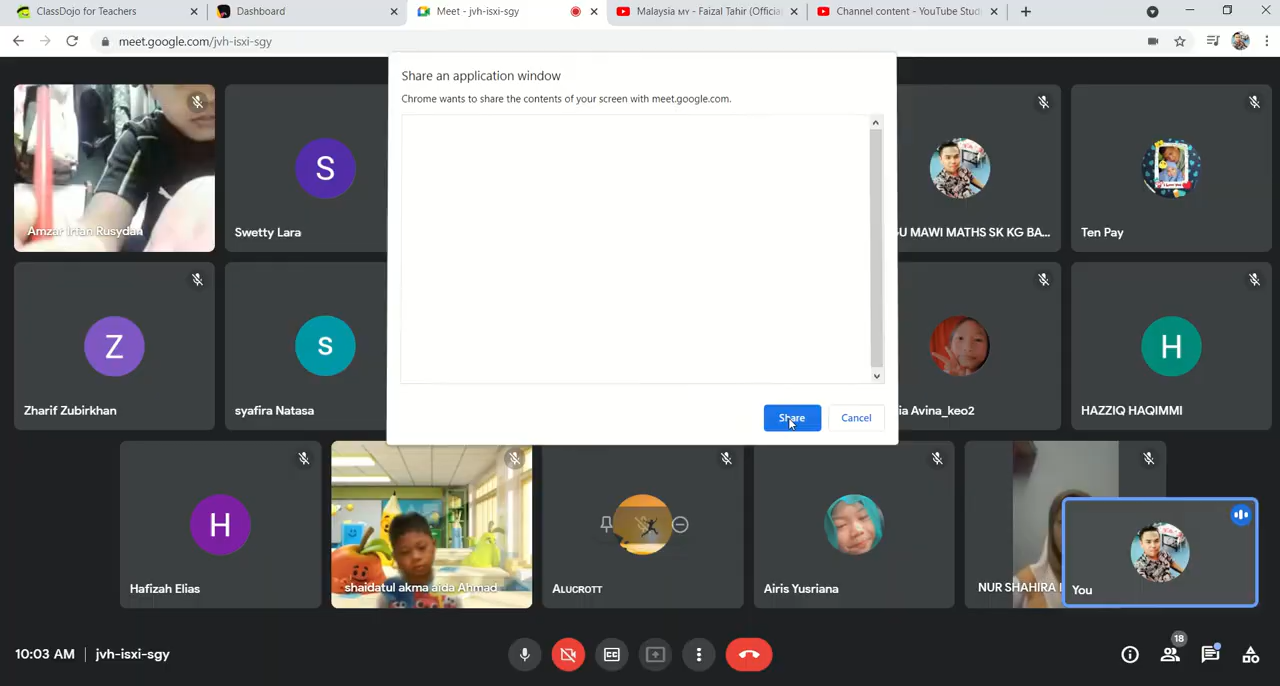 ClassDojo for Teachers
Dashboard
Meet - jvh-isxi-sgy
Malaysia MY - Faizal Tahir (Officia
Channel content - YouTube Stud
meet.google.com/jvh-isxi-sgy
Share an application window
Chrome wants to share the contents of your screen with meet.google.com.
Share
Cancel
Amzar Irfan Rusydan
S
Swetty Lara
U MAWI MATHS SK KG BA...
Ten Pay
Z
Zharif Zubirkhan
s
syafira Natasa
ia Avina_keo2
H
HAZZIQ HAQIMMI
H
Hafizah Elias
shaidatul akma aida Ahmad
ALUCROTT
Airis Yusriana
NUR SHAHIRA
You
10:03 AM | jvh-isxi-sgy
18